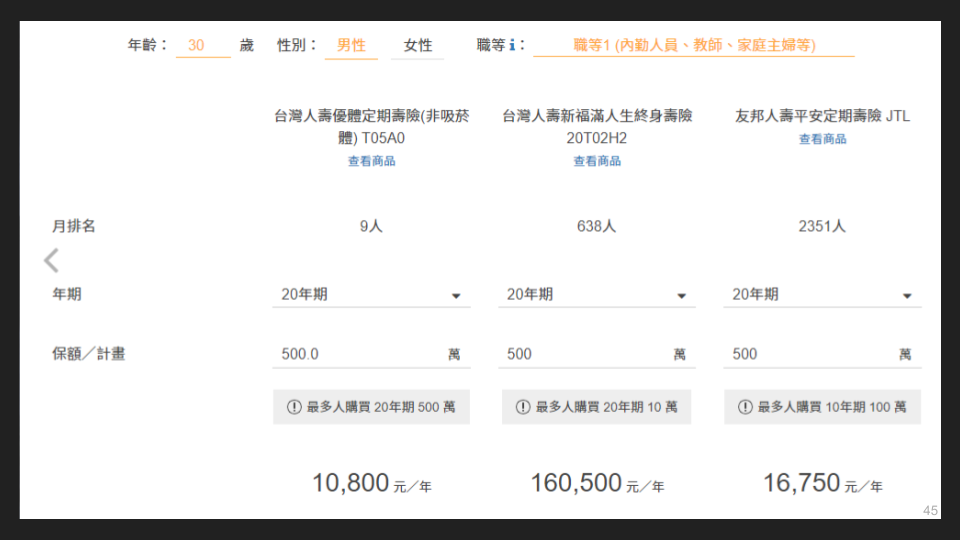 年齡： 30 歲 性別： 男性 女性 職等 i： 職等1 (內勤人員、教師、家庭主婦等)
台灣人壽優體定期壽險(非吸菸 台灣人壽新福滿人生終身壽險 友邦人壽平安定期壽險 JTL
體) T05A0 20T02H2 查看商品
查看商品 查看商品
月排名 9人 638人 2351人
年期 20年期 20年期 20年期
保額／計畫 500.0 萬 500 萬 500 萬
最多人購買 20年期 500 萬 最多人購買 20年期 10 萬 最多人購買 10年期 100 萬
10,800 元／年 160,500 元／年 16,750 元／年
45